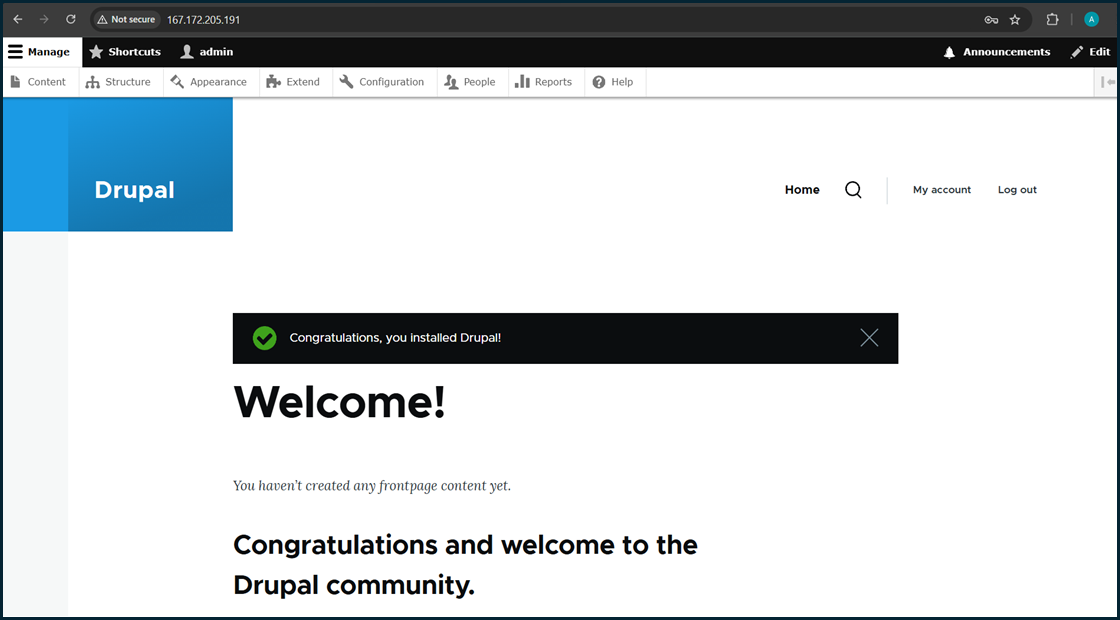 Not secure 167.172.205.191 A
Manage Shortcuts admin Announcements Edit
Content Structure Appearance Extend Configuration People Reports Help
Drupal
Home My account Log out
Congratulations, you installed Drupal!
Welcome!
You haven’t created any frontpage content yet.
Congratulations and welcome to the
Drupal community.